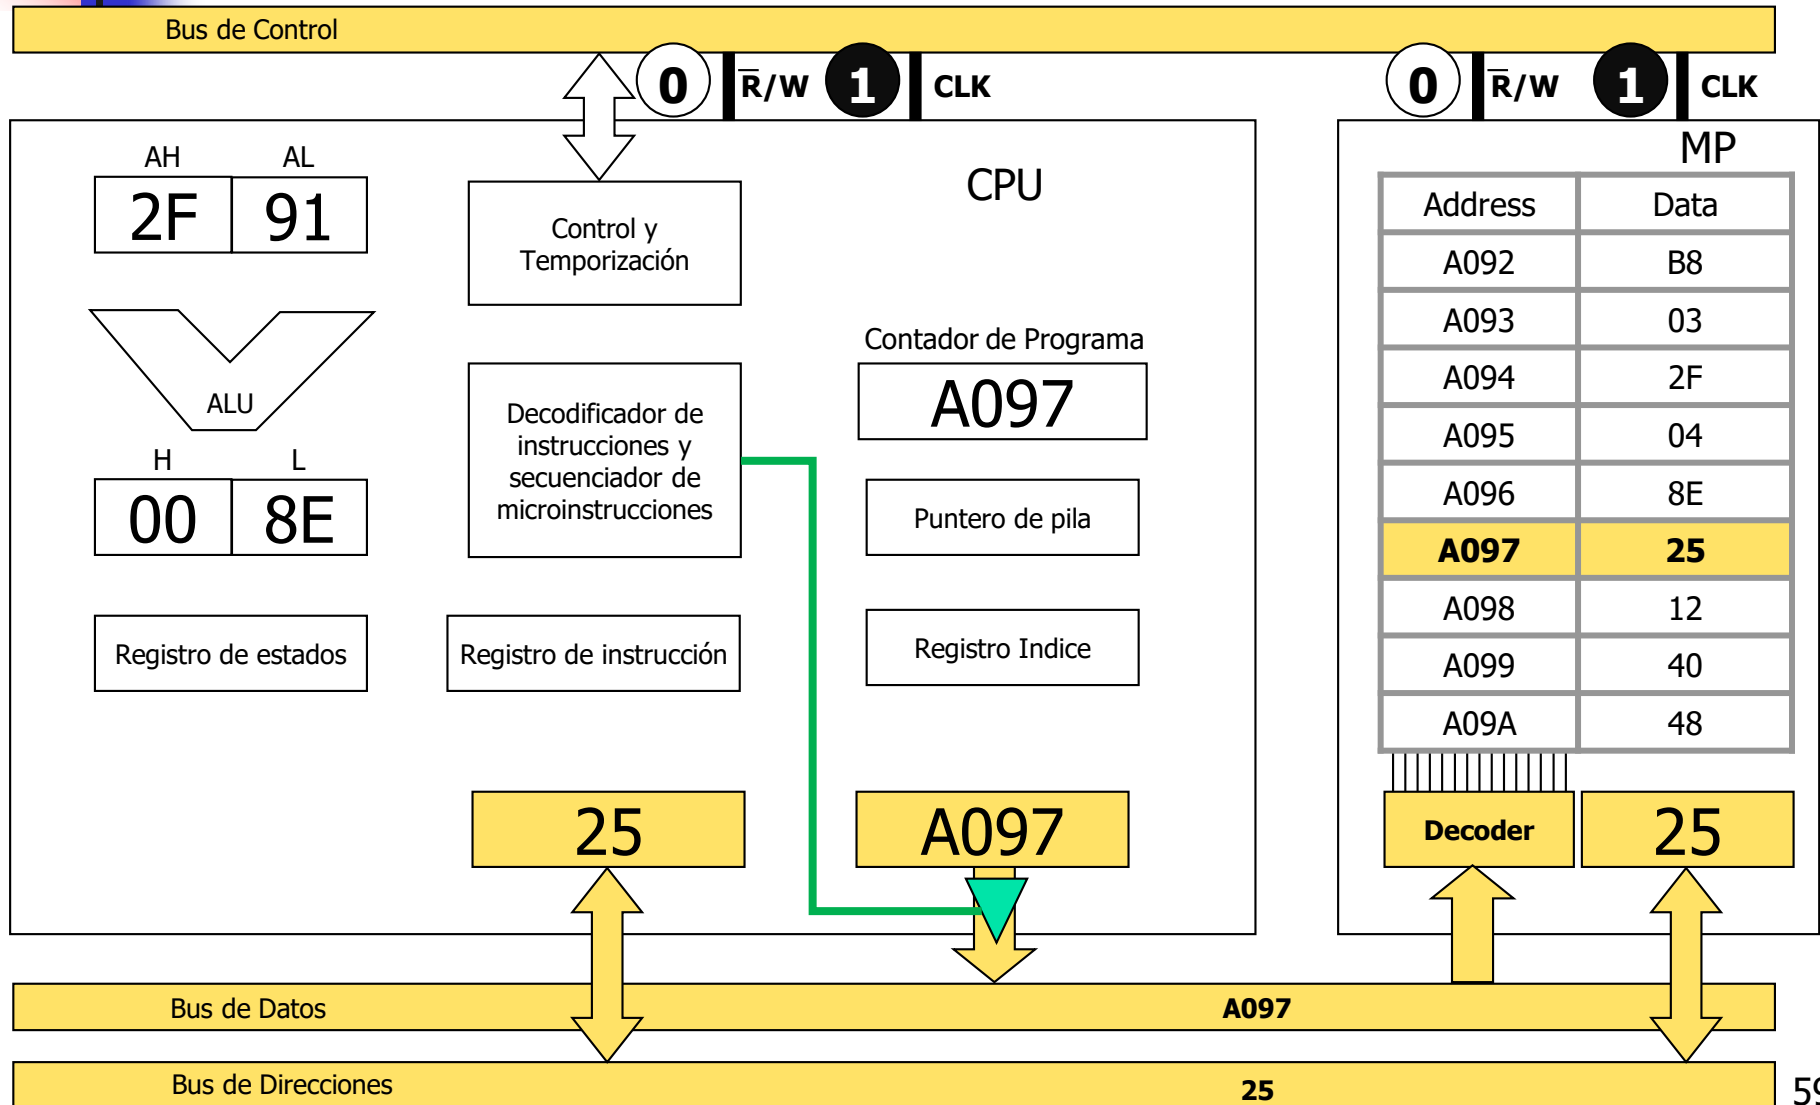 Bus de Control
0 R̅/W 1 CLK
0 R̅/W 1 CLK
CPU
AH AL
2F 91
Control y
Temporización
ALU
Contador de Programa
A097
Decodificador de
instrucciones y
secuenciador de
microinstrucciones
H L
00 8E
Puntero de pila
Registro de estados
Registro de instrucción
Registro Indice
25
A097
MP
Address Data
A092 B8
A093 03
A094 2F
A095 04
A096 8E
A097 25
A098 12
A099 40
A09A 48
Decoder
25
Bus de Datos A097
Bus de Direcciones 25
59